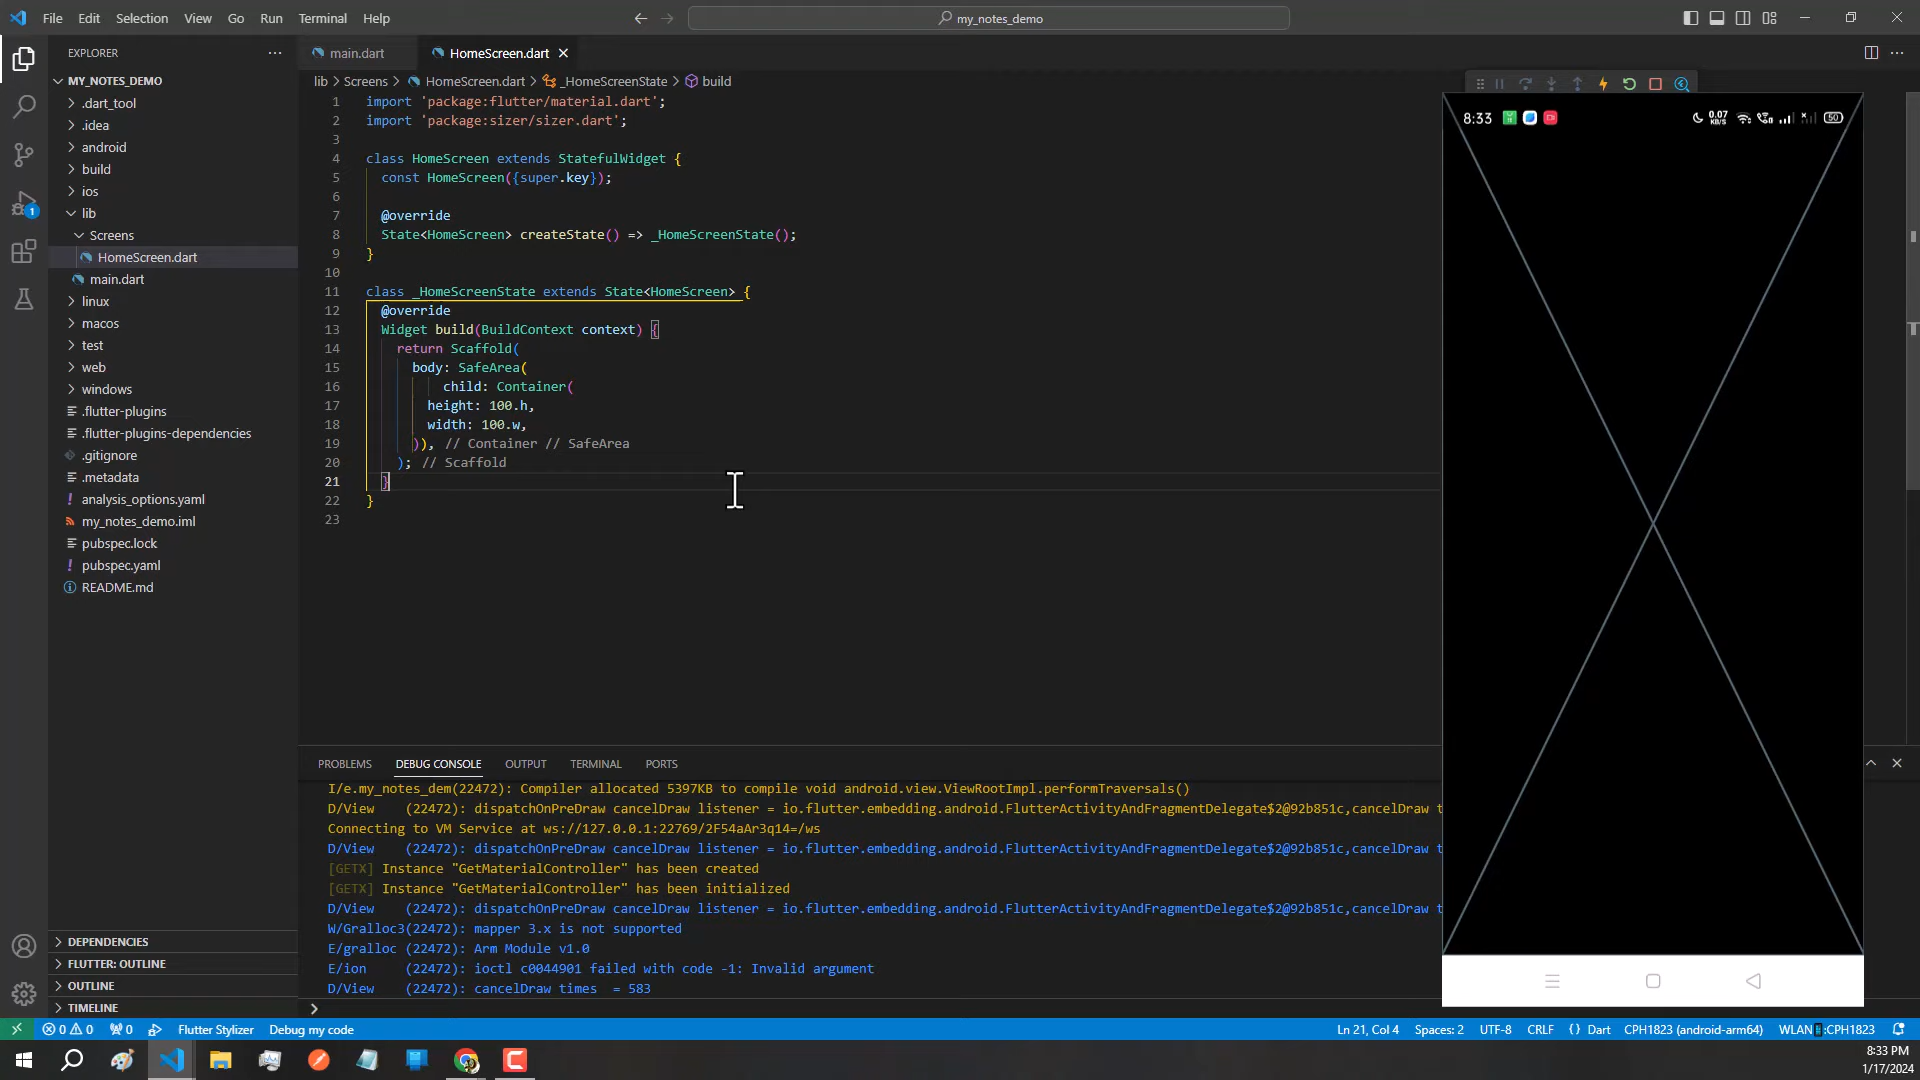 File Edit Selection View Go Run Terminal Help
my_notes_demo
EXPLORER
MY_NOTES_DEMO
.dart_tool
.idea
android
build
ios
lib
Screens
HomeScreen.dart
main.dart
linux
macos
test
web
windows
.flutter-plugins
.flutter-plugins-dependencies
.gitignore
.metadata
analysis_options.yaml
my_notes_demo.iml
pubspec.lock
pubspec.yaml
README.md
DEPENDENCIES
FLUTTER: OUTLINE
OUTLINE
TIMELINE
main.dart HomeScreen.dart
lib > Screens > HomeScreen.dart > _HomeScreenState > build
1 import 'package:flutter/material.dart';
2 import 'package:sizer/sizer.dart';
3
4 class HomeScreen extends StatefulWidget {
5 const HomeScreen({super.key});
6
7 @override
8 State<HomeScreen> createState() => _HomeScreenState();
9 }
10
11 class _HomeScreenState extends State<HomeScreen> {
12 @override
13 Widget build(BuildContext context) {
14 return Scaffold(
15 body: SafeArea(
16 child: Container(
17 height: 100.h,
18 width: 100.w,
19 )), // Container // SafeArea
20 ); // Scaffold
21 }
22 }
23
8:33 0.07 KB/S 50
PROBLEMS DEBUG CONSOLE OUTPUT TERMINAL PORTS
I/e.my_notes_dem(22472): Compiler allocated 5397KB to compile void android.view.ViewRootImpl.performTraversals()
D/View (22472): dispatchOnPreDraw cancelDraw listener = io.flutter.embedding.android.FlutterActivityAndFragmentDelegate$2@92b851c,cancelDraw t
Connecting to VM Service at ws://127.0.0.1:22769/2F54aAr3q14=/ws
D/View (22472): dispatchOnPreDraw cancelDraw listener = io.flutter.embedding.android.FlutterActivityAndFragmentDelegate$2@92b851c,cancelDraw t
[GETX] Instance "GetMaterialController" has been created
[GETX] Instance "GetMaterialController" has been initialized
D/View (22472): dispatchOnPreDraw cancelDraw listener = io.flutter.embedding.android.FlutterActivityAndFragmentDelegate$2@92b851c,cancelDraw t
W/Gralloc3(22472): mapper 3.x is not supported
E/gralloc (22472): Arm Module v1.0
E/ion (22472): ioctl c0044901 failed with code -1: Invalid argument
D/View (22472): cancelDraw times = 583
1
0 0 0 Flutter Stylizer Debug my code
Ln 21, Col 4 Spaces: 2 UTF-8 CRLF {} Dart CPH1823 (android-arm64) WLAN :CPH1823
8:33 PM
1/17/2024